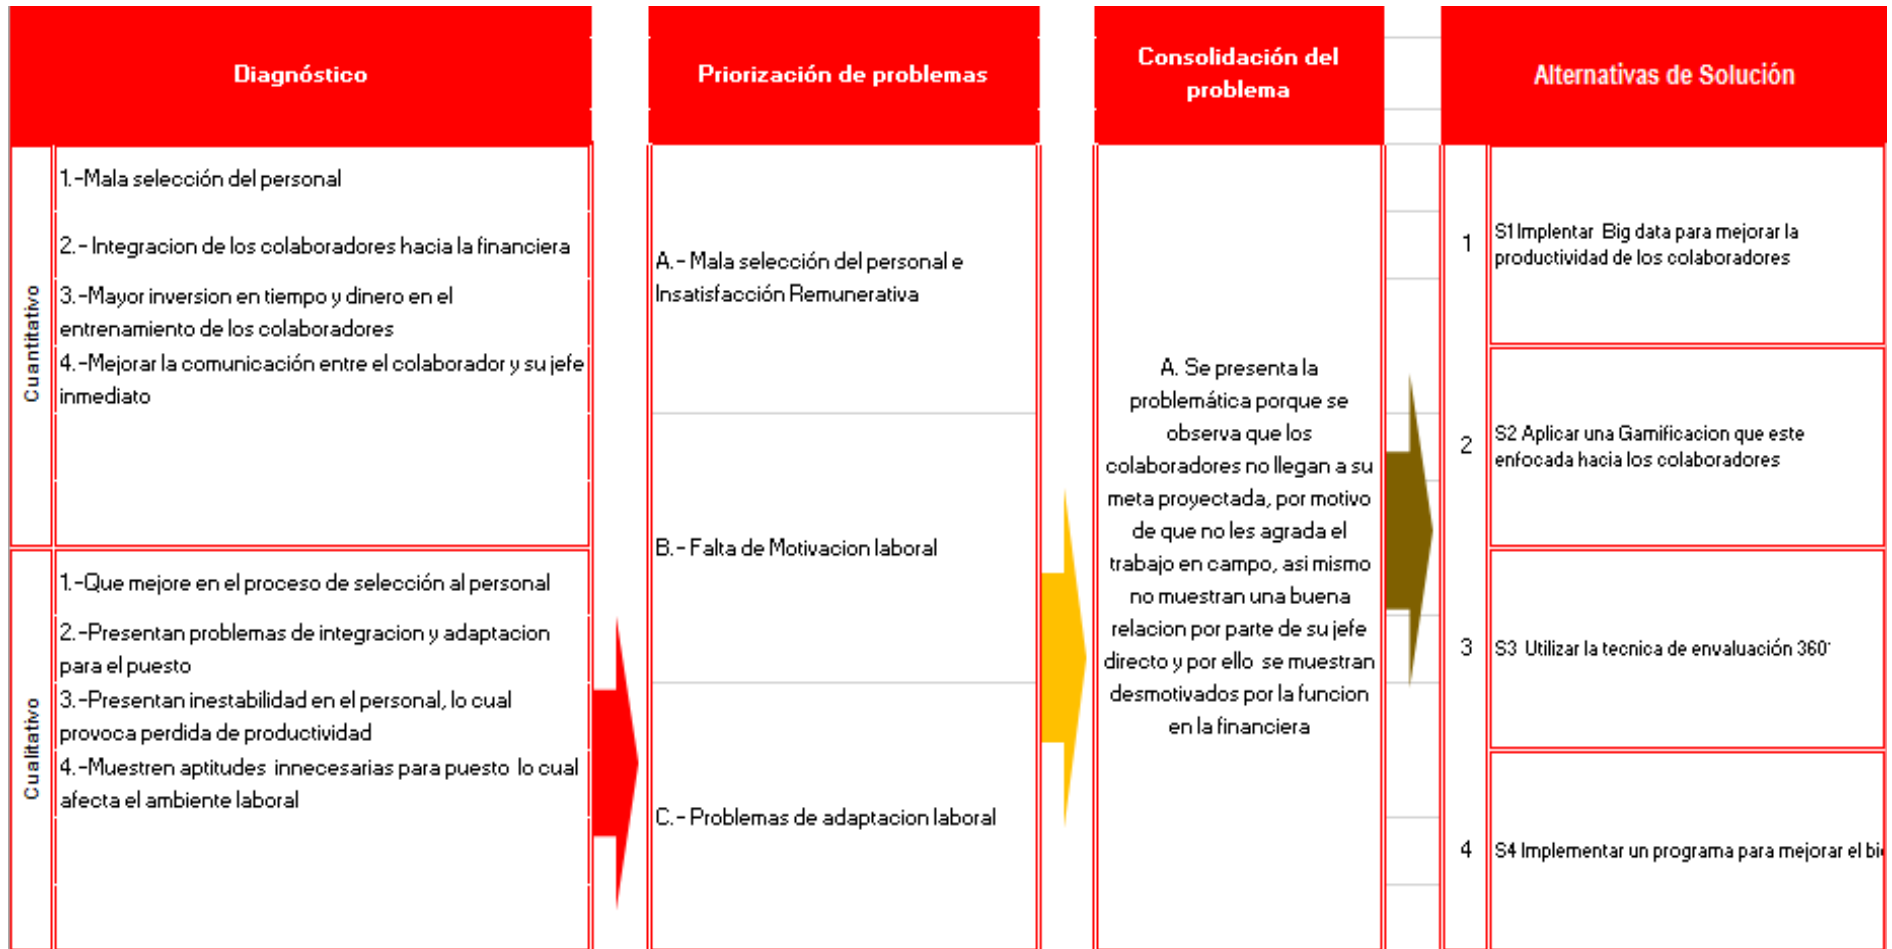 Diagnóstico
Cuantitativo
1.-Mala selección del personal
2.- Integracion de los colaboradores hacia la financiera
3.-Mayor inversion en tiempo y dinero en el
entrenamiento de los colaboradores
4.-Mejorar la comunicación entre el colaborador y su jefe
inmediato
Cualitativo
1.-Que mejore en el proceso de selección al personal
2.-Presentan problemas de integracion y adaptacion
para el puesto
3.-Presentan inestabilidad en el personal, lo cual
provoca perdida de productividad
4.-Muestren aptitudes innecesarias para puesto lo cual
afecta el ambiente laboral
Priorización de problemas
A.- Mala selección del personal e
Insatisfacción Remunerativa
B.- Falta de Motivacion laboral
C.- Problemas de adaptacion laboral
Consolidación del
problema
A. Se presenta la
problemática porque se
observa que los
colaboradores no llegan a su
meta proyectada, por motivo
de que no les agrada el
trabajo en campo, asi mismo
no muestran una buena
relacion por parte de su jefe
directo y por ello se muestran
desmotivados por la funcion
en la financiera
Alternativas de Solución
1
S1 Implentar Big data para mejorar la
productividad de los colaboradores
2
S2 Aplicar una Gamificacion que este
enfocada hacia los colaboradores
3
S3 Utilizar la tecnica de envaluación 360°
4
S4 Implementar un programa para mejorar el